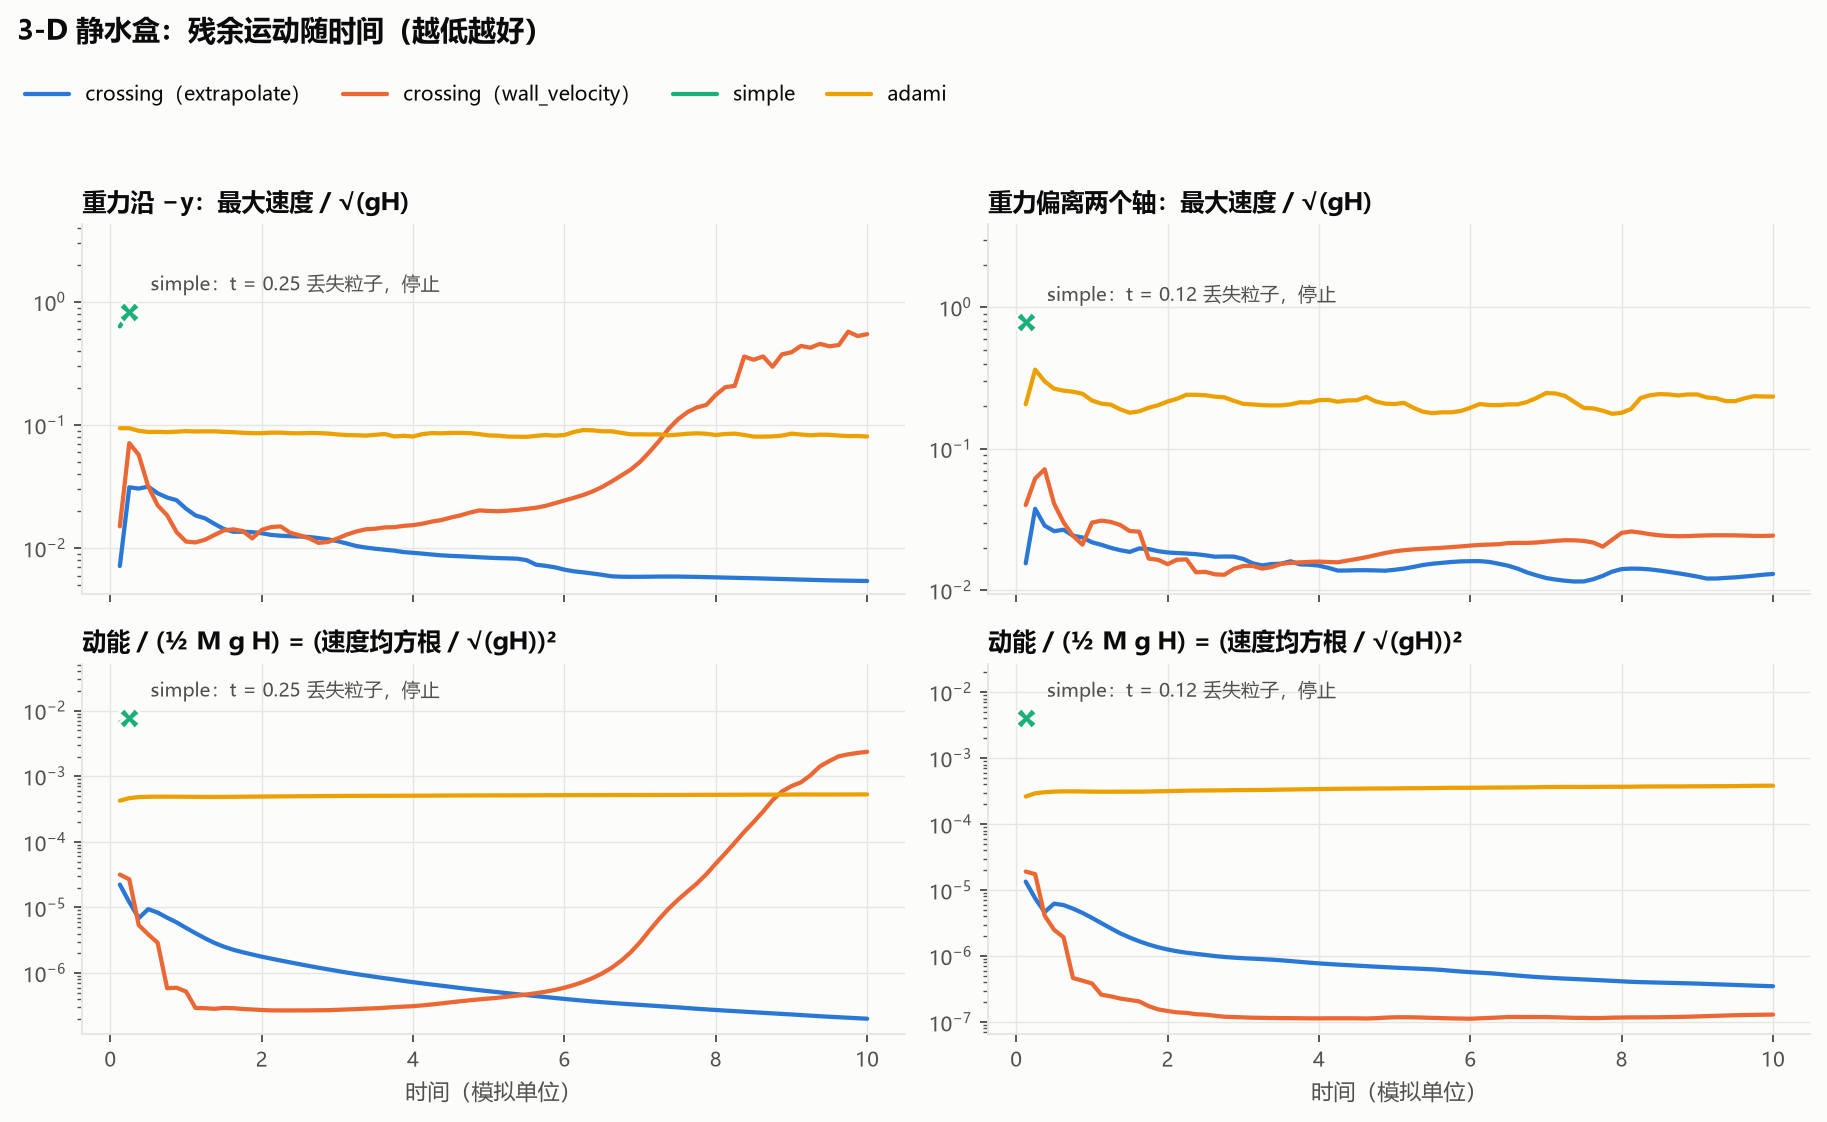 3-D 静水盒：残余运动随时间（越低越好）
crossing（extrapolate） crossing（wall_velocity） simple adami
重力沿 −y：最大速度 / √(gH)
simple：t = 0.25 丢失粒子，停止
10⁰
10⁻¹
10⁻²
重力偏离两个轴：最大速度 / √(gH)
simple：t = 0.12 丢失粒子，停止
10⁰
10⁻¹
10⁻²
动能 / (½ M g H) = (速度均方根 / √(gH))²
simple：t = 0.25 丢失粒子，停止
10⁻²
10⁻³
10⁻⁴
10⁻⁵
10⁻⁶
0 2 4 6 8 10
时间（模拟单位）
动能 / (½ M g H) = (速度均方根 / √(gH))²
simple：t = 0.12 丢失粒子，停止
10⁻²
10⁻³
10⁻⁴
10⁻⁵
10⁻⁶
10⁻⁷
0 2 4 6 8 10
时间（模拟单位）